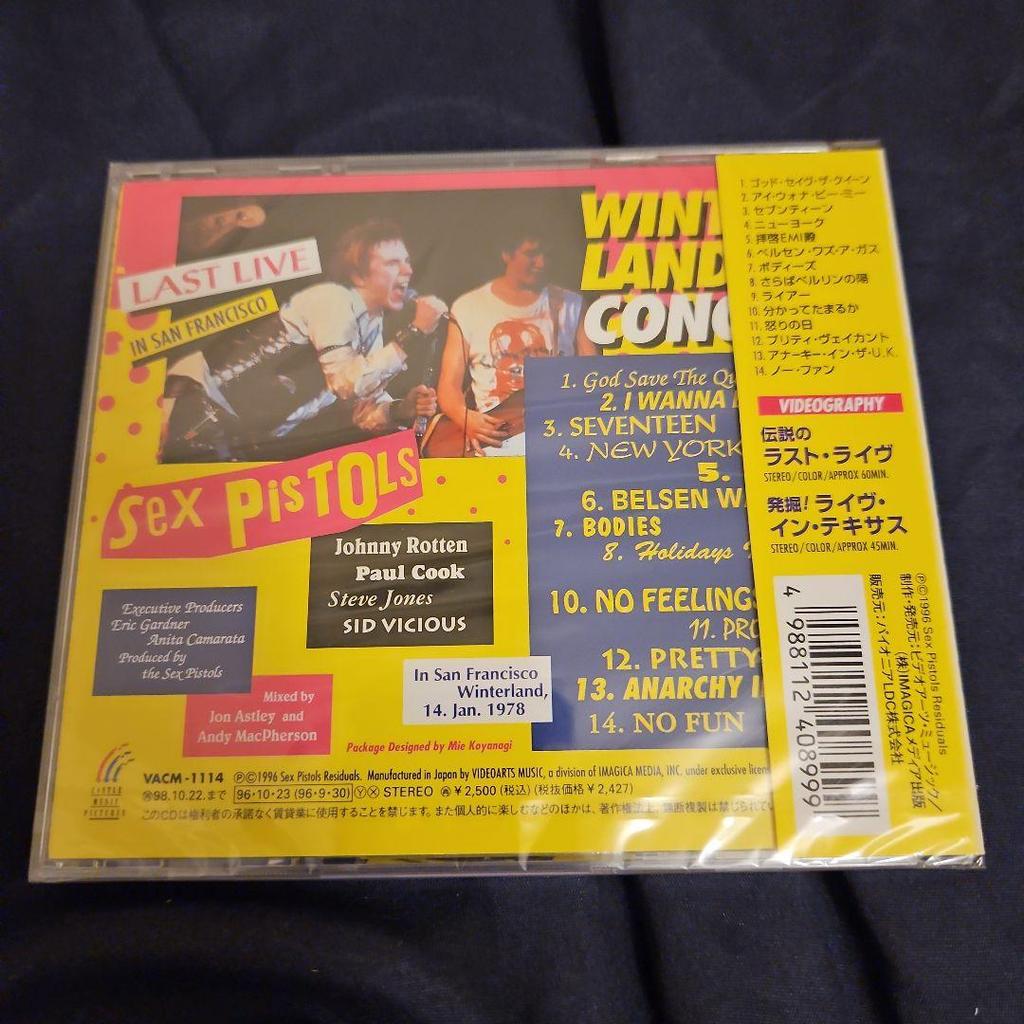 LAST LIVE
IN SAN FRANCISCO
WINT
LAND
CONC
SEX PISTOLS
Johnny Rotten
Paul Cook
Steve Jones
SID VICIOUS
Executive Producers
Eric Gardner
Anita Camarata
Produced by
the Sex Pistols
Mixed by
Jon Astley and
Andy MacPherson
In San Francisco
Winterland,
14. Jan. 1978
Package Designed by Mie Koyanagi
1. God Save The Qu
2. I WANNA
3. SEVENTEEN
4. NEW YORK
5.
6. BELSEN WA
7. BODIES
8. Holidays
10. NO FEELINGS
11. PRO
12. PRETTY
13. ANARCHY I
14. NO FUN
LITTLE
MUSIC
PICTURES
VACM-1114 ℗©1996 Sex Pistols Residuals. Manufactured in Japan by VIDEOARTS MUSIC, a division of IMAGICA MEDIA, INC. under exclusive licen
98.10.22.まで 96・10・23 (96・9・30) Ⓨ Ⓧ STEREO ¥2,500 (税込) (税抜価格 ¥2,427)
このCDは権利者の承諾なく賃貸業に使用することを禁じます。また個人的に楽しむなどのほかは、著作権法上、無断複製は禁じられてい
1. ゴッド・セイヴ・ザ・クイーン
2. アイ・ウォナ・ビー・ミー
3. セブンティーン
4. ニューヨーク
5. 拝啓EMI殿
6. ベルセン・ワズ・ア・ガス
7. ボディーズ
8. さらばベルリンの陽
9. ライアー
10. 分かってたまるか
11. 怒りの日
12. プリティ・ヴェイカント
13. アナーキー・イン・ザ・U.K.
14. ノー・ファン
VIDEOGRAPHY
伝説の
ラスト・ライヴ
STEREO/COLOR/APPROX 60MIN.
発掘!ライヴ・
イン・テキサス
STEREO/COLOR/APPROX 45MIN.
4 988112 408999
℗©1996 Sex Pistols Residuals
制作・発売元:ビデオアーツ・ミュージック/
(株)IMAGICAメディア出版
販売元:パイオニアLDC株式会社